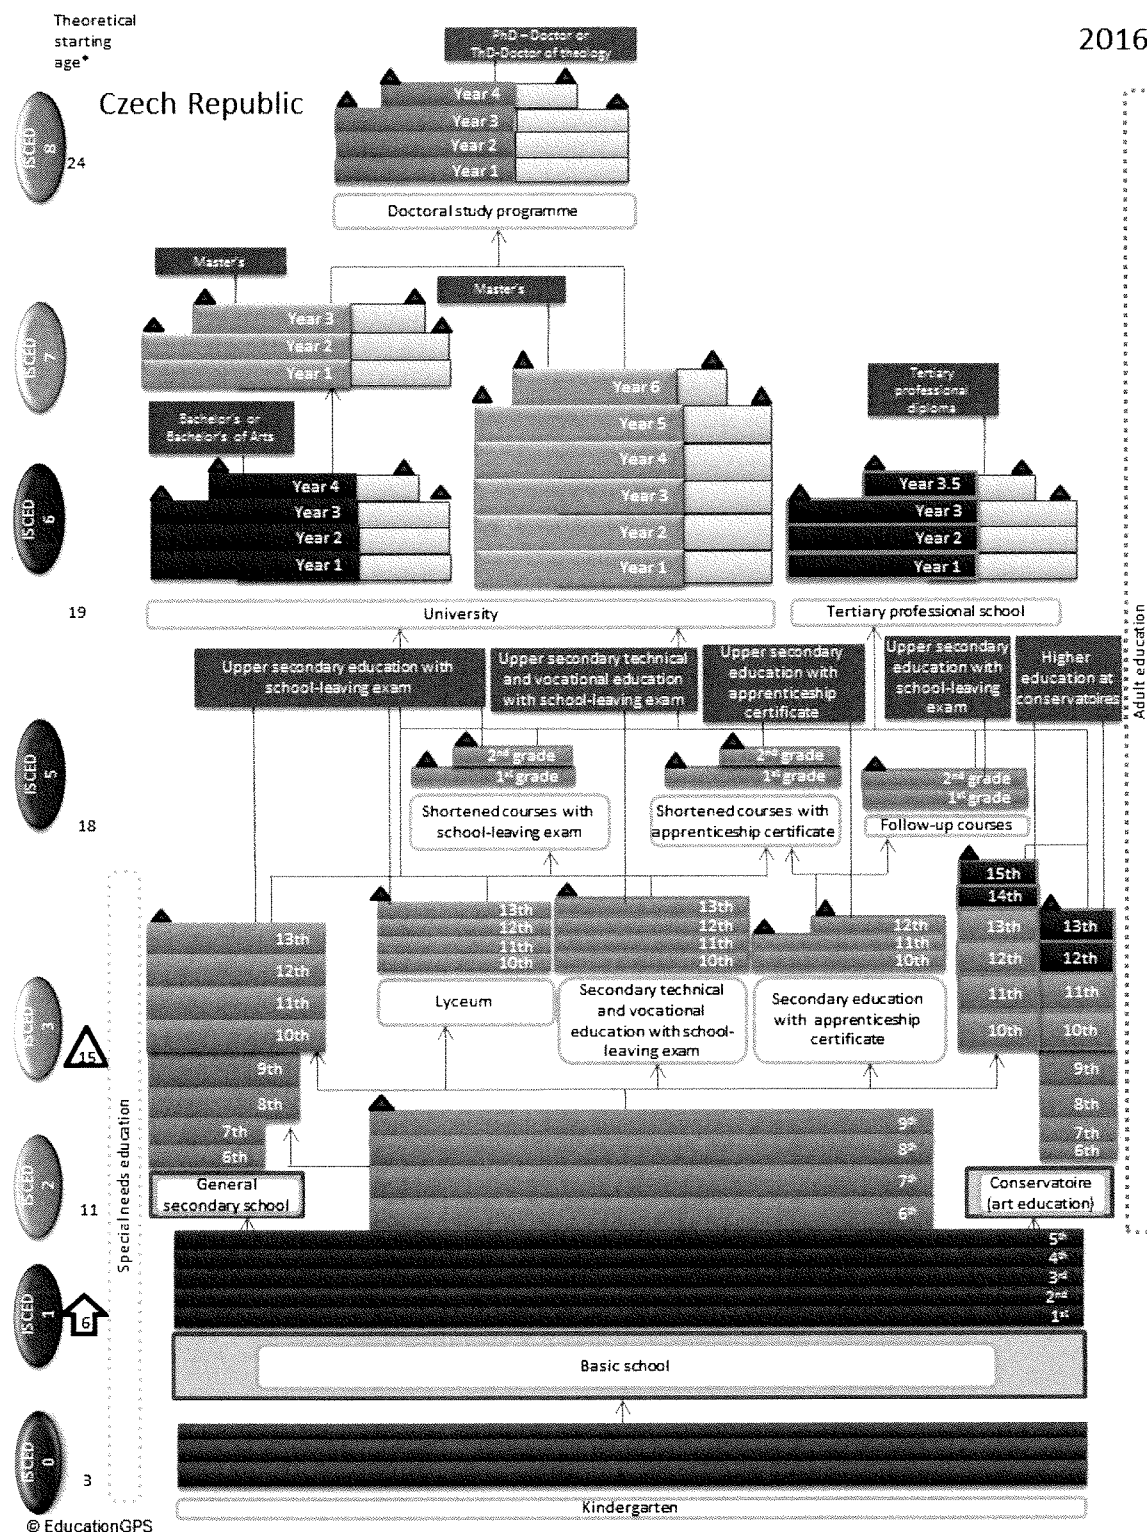 Theoretical
starting
age*
2016
Czech Republic
PhD – Doctor or
ThD-Doctor of theology
Year 4
Year 3
Year 2
Year 1
ISCED
8
24
Doctoral study programme
Master's
Master's
ISCED
7
Year 3
Year 2
Year 1
Year 6
Year 5
Year 4
Year 3
Year 2
Year 1
Tertiary
professional
diploma
Bachelor's or
Bachelor's of Arts
ISCED
6
Year 4
Year 3
Year 2
Year 1
Year 3.5
Year 3
Year 2
Year 1
19
University
Tertiary professional school
Adult education
Upper secondary education with
school-leaving exam
Upper secondary technical
and vocational education
with school-leaving exam
Upper secondary
education with
apprenticeship
certificate
Upper secondary
education with
school-leaving
exam
Higher
education at
conservatoires
ISCED
5
2nd grade
1st grade
2nd grade
1st grade
2nd grade
1st grade
Shortened courses with
school-leaving exam
Shortened courses with
apprenticeship certificate
Follow-up courses
18
13th
12th
11th
10th
9th
8th
7th
6th
13th
12th
11th
10th
13th
12th
11th
10th
12th
11th
10th
15th
14th
13th
12th
11th
10th
13th
12th
11th
10th
9th
8th
7th
6th
Lyceum
Secondary technical
and vocational
education with school-
leaving exam
Secondary education
with apprenticeship
certificate
ISCED
3
15
Special needs education
9th
8th
7th
6th
ISCED
2
11
General
secondary school
Conservatoire
(art education)
5th
4th
3rd
2nd
1st
ISCED
1
6
Basic school
ISCED
0
3
Kindergarten
© EducationGPS